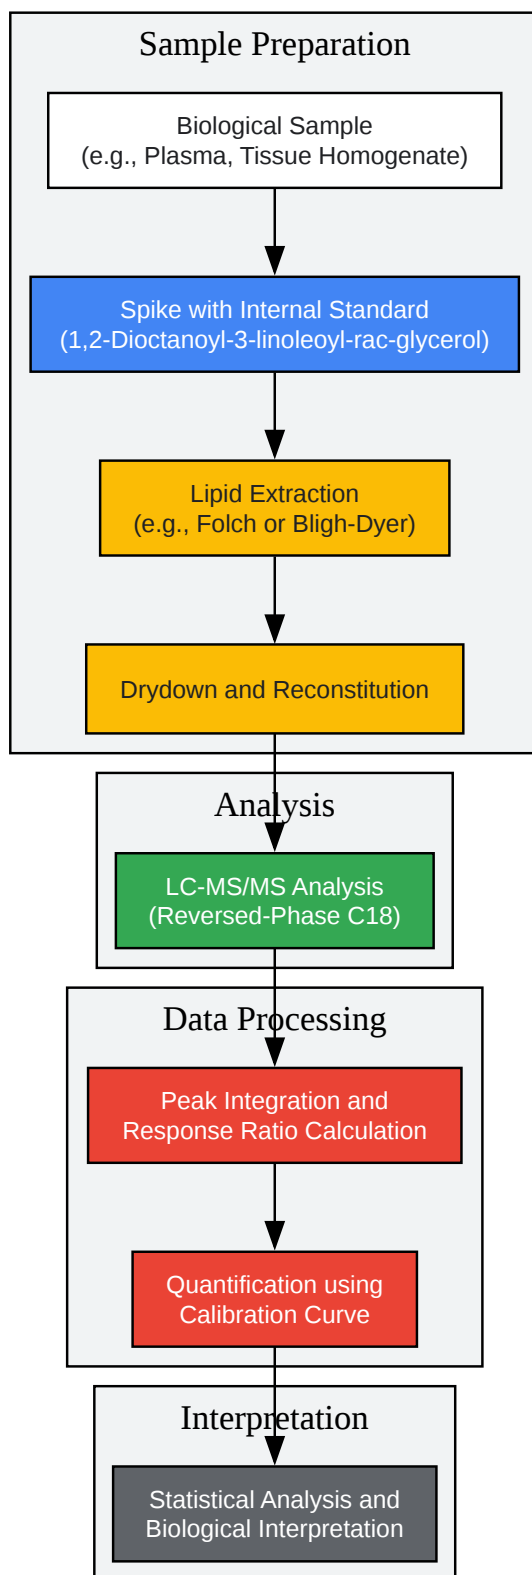 Sample Preparation
Biological Sample
(e.g., Plasma, Tissue Homogenate)
Spike with Internal Standard
(1,2-Dioctanoyl-3-linoleoyl-rac-glycerol)
Lipid Extraction
(e.g., Folch or Bligh-Dyer)
Drydown and Reconstitution
Analysis
LC-MS/MS Analysis
(Reversed-Phase C18)
Data Processing
Peak Integration and
Response Ratio Calculation
Quantification using
Calibration Curve
Interpretation
Statistical Analysis and
Biological Interpretation